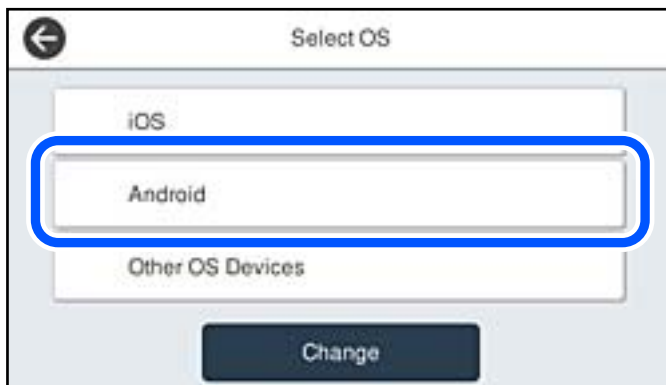 Select OS
iOS
Android
Other OS Devices
Change